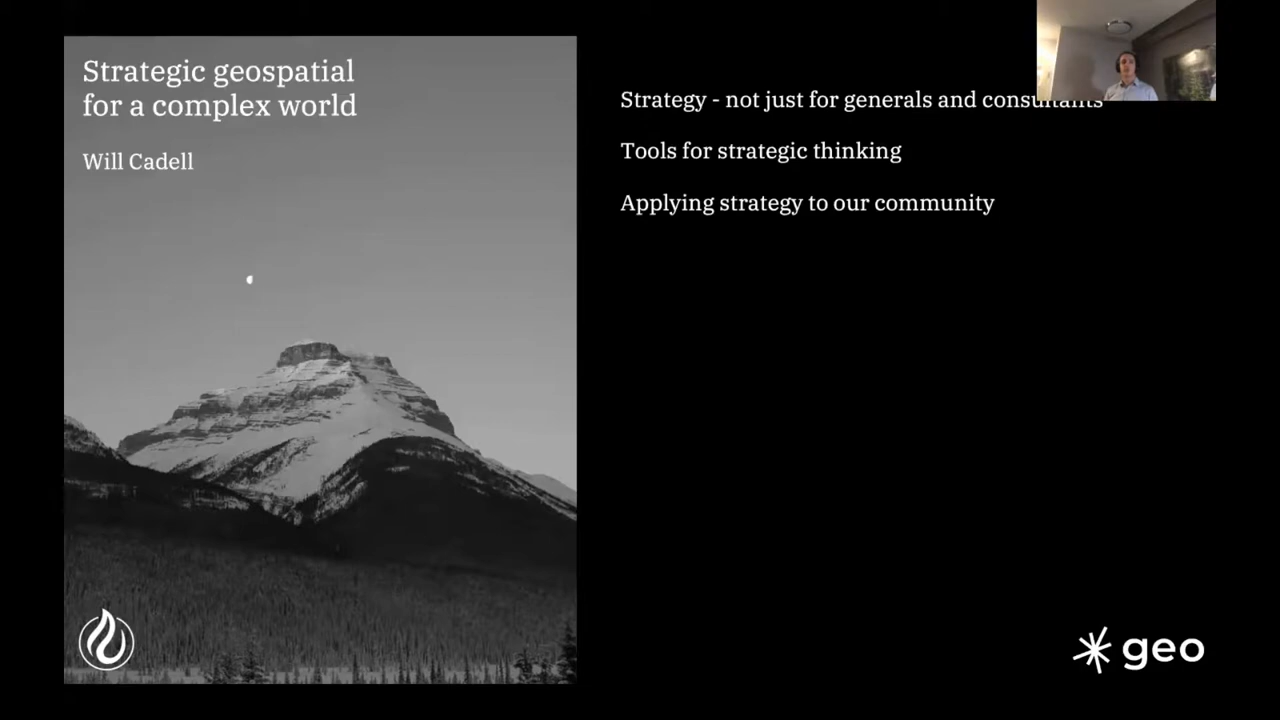 Strategic geospatial
for a complex world
Will Cadell
Strategy - not just for generals and consultants
Tools for strategic thinking
Applying strategy to our community
geo